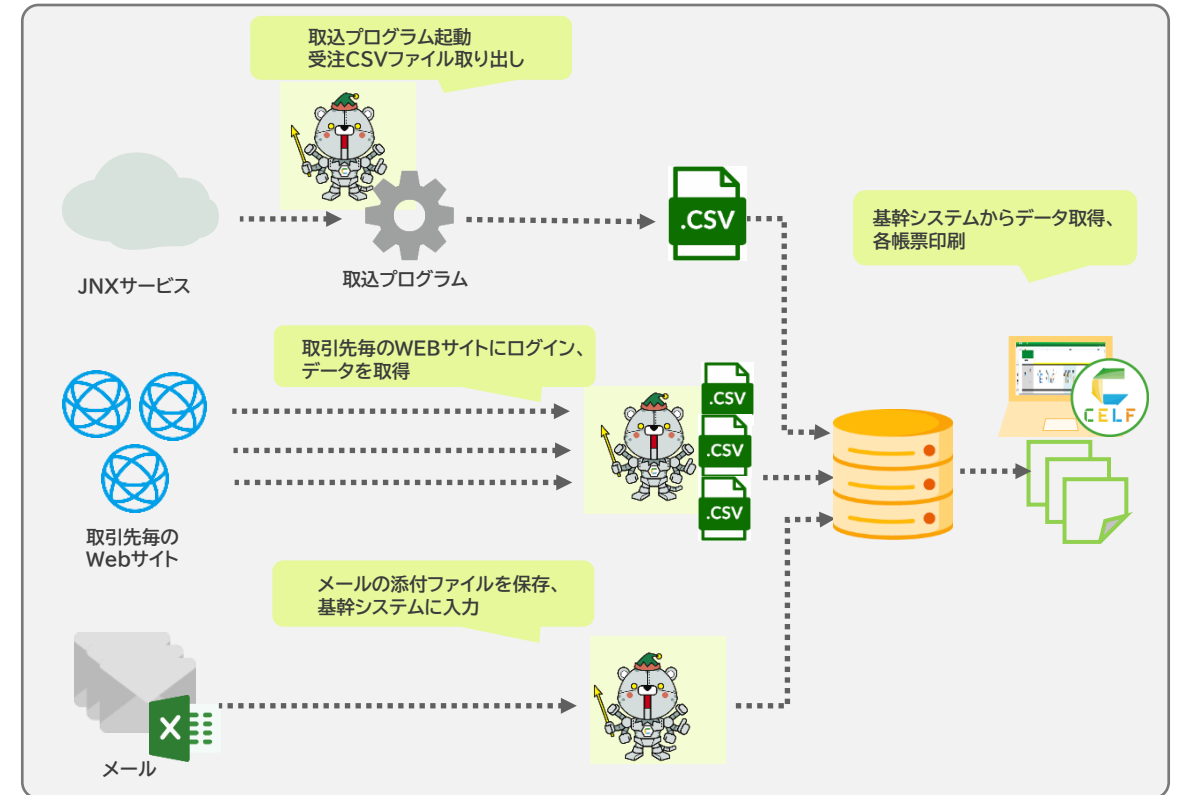 取込プログラム起動
受注CSVファイル取り出し
.CSV
基幹システムからデータ取得、
各帳票印刷
JNXサービス
取込プログラム
取引先毎のWEBサイトにログイン、
データを取得
.CSV
.CSV
.CSV
CELF
取引先毎の
Webサイト
メールの添付ファイルを保存、
基幹システムに入力
X
メール